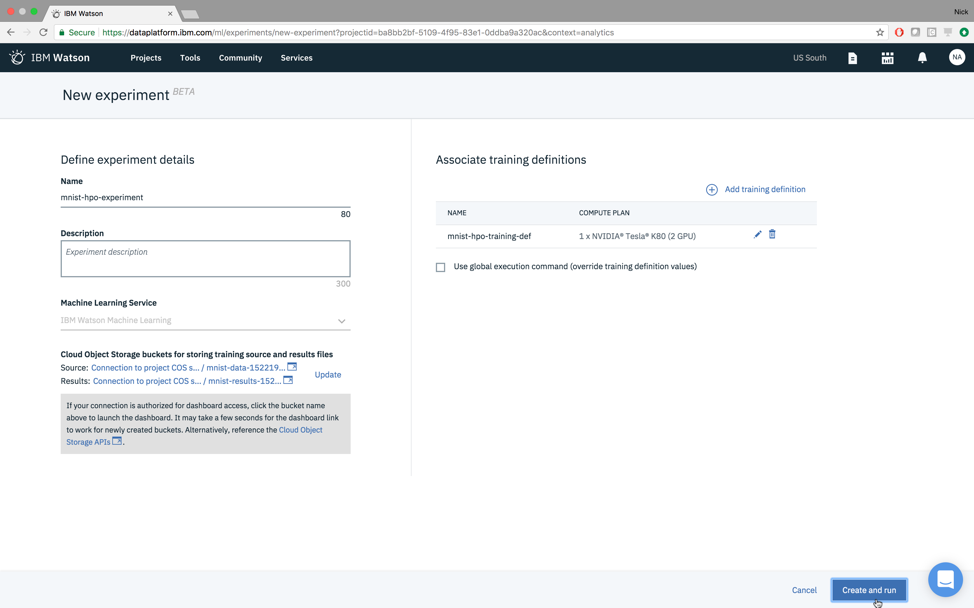 IBM Watson
Nick
Secure https://dataplatform.ibm.com/ml/experiments/new-experiment?projectid=ba8bb2bf-5109-4f95-83e1-0ddba9a320ac&context=analytics
IBM Watson Projects Tools Community Services US South NA
New experiment BETA
Define experiment details
Name
mnist-hpo-experiment
80
Description
Experiment description
300
Machine Learning Service
IBM Watson Machine Learning
Cloud Object Storage buckets for storing training source and results files
Source: Connection to project COS s... / mnist-data-152219...
Results: Connection to project COS s... / mnist-results-152...
Update
If your connection is authorized for dashboard access, click the bucket name
above to launch the dashboard. It may take a few seconds for the dashboard link
to work for newly created buckets. Alternatively, reference the Cloud Object
Storage APIs.
Associate training definitions
Add training definition
NAME COMPUTE PLAN
mnist-hpo-training-def 1 x NVIDIA® Tesla® K80 (2 GPU)
Use global execution command (override training definition values)
Cancel Create and run